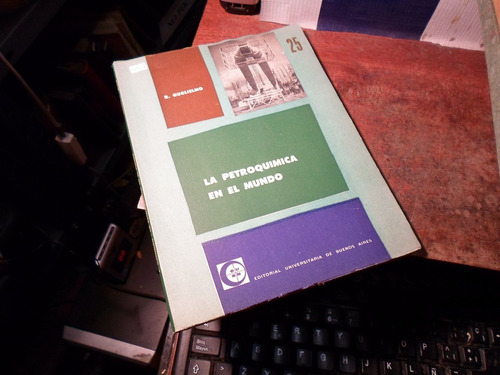 25
R. GUGLIELMO
LA PETROQUIMICA
EN EL MUNDO
EDITORIAL UNIVERSITARIA DE BUENOS AIRES